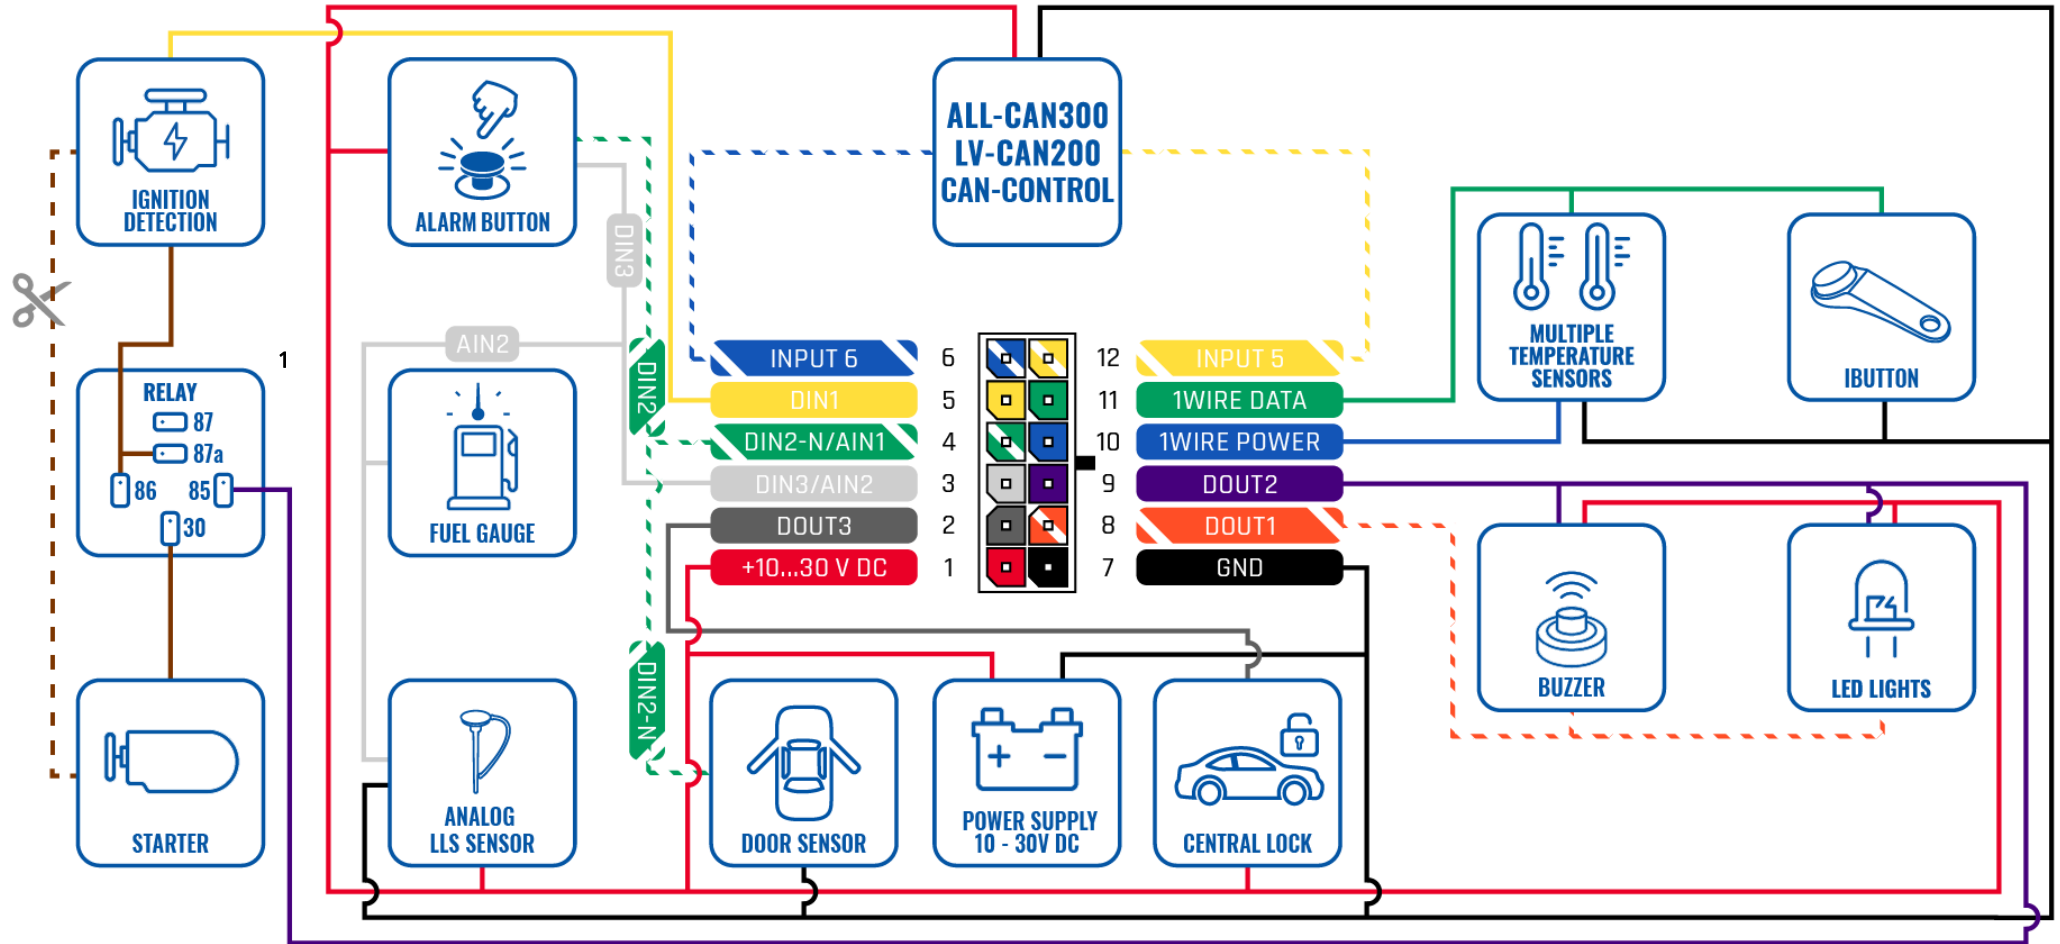 ALL-CAN300
LV-CAN200
CAN-CONTROL
IGNITION
DETECTION
ALARM BUTTON
DIN3
MULTIPLE
TEMPERATURE
SENSORS
IBUTTON
AIN2
DIN2
1
RELAY
87
87a
86
85
30
FUEL GAUGE
INPUT 6
6
12
INPUT 5
DIN1
5
11
1WIRE DATA
DIN2-N/AIN1
4
10
1WIRE POWER
DIN3/AIN2
3
9
DOUT2
DOUT3
2
8
DOUT1
+10...30 V DC
1
7
GND
DIN2-N
BUZZER
LED LIGHTS
STARTER
ANALOG
LLS SENSOR
DOOR SENSOR
+ −
POWER SUPPLY
10 - 30V DC
CENTRAL LOCK